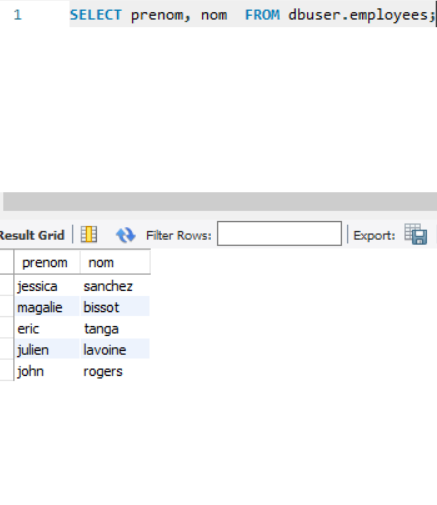 1 SELECT prenom, nom FROM dbuser.employees;
Result Grid Filter Rows: Export:
prenom nom
jessica sanchez
magalie bissot
eric tanga
julien lavoine
john rogers